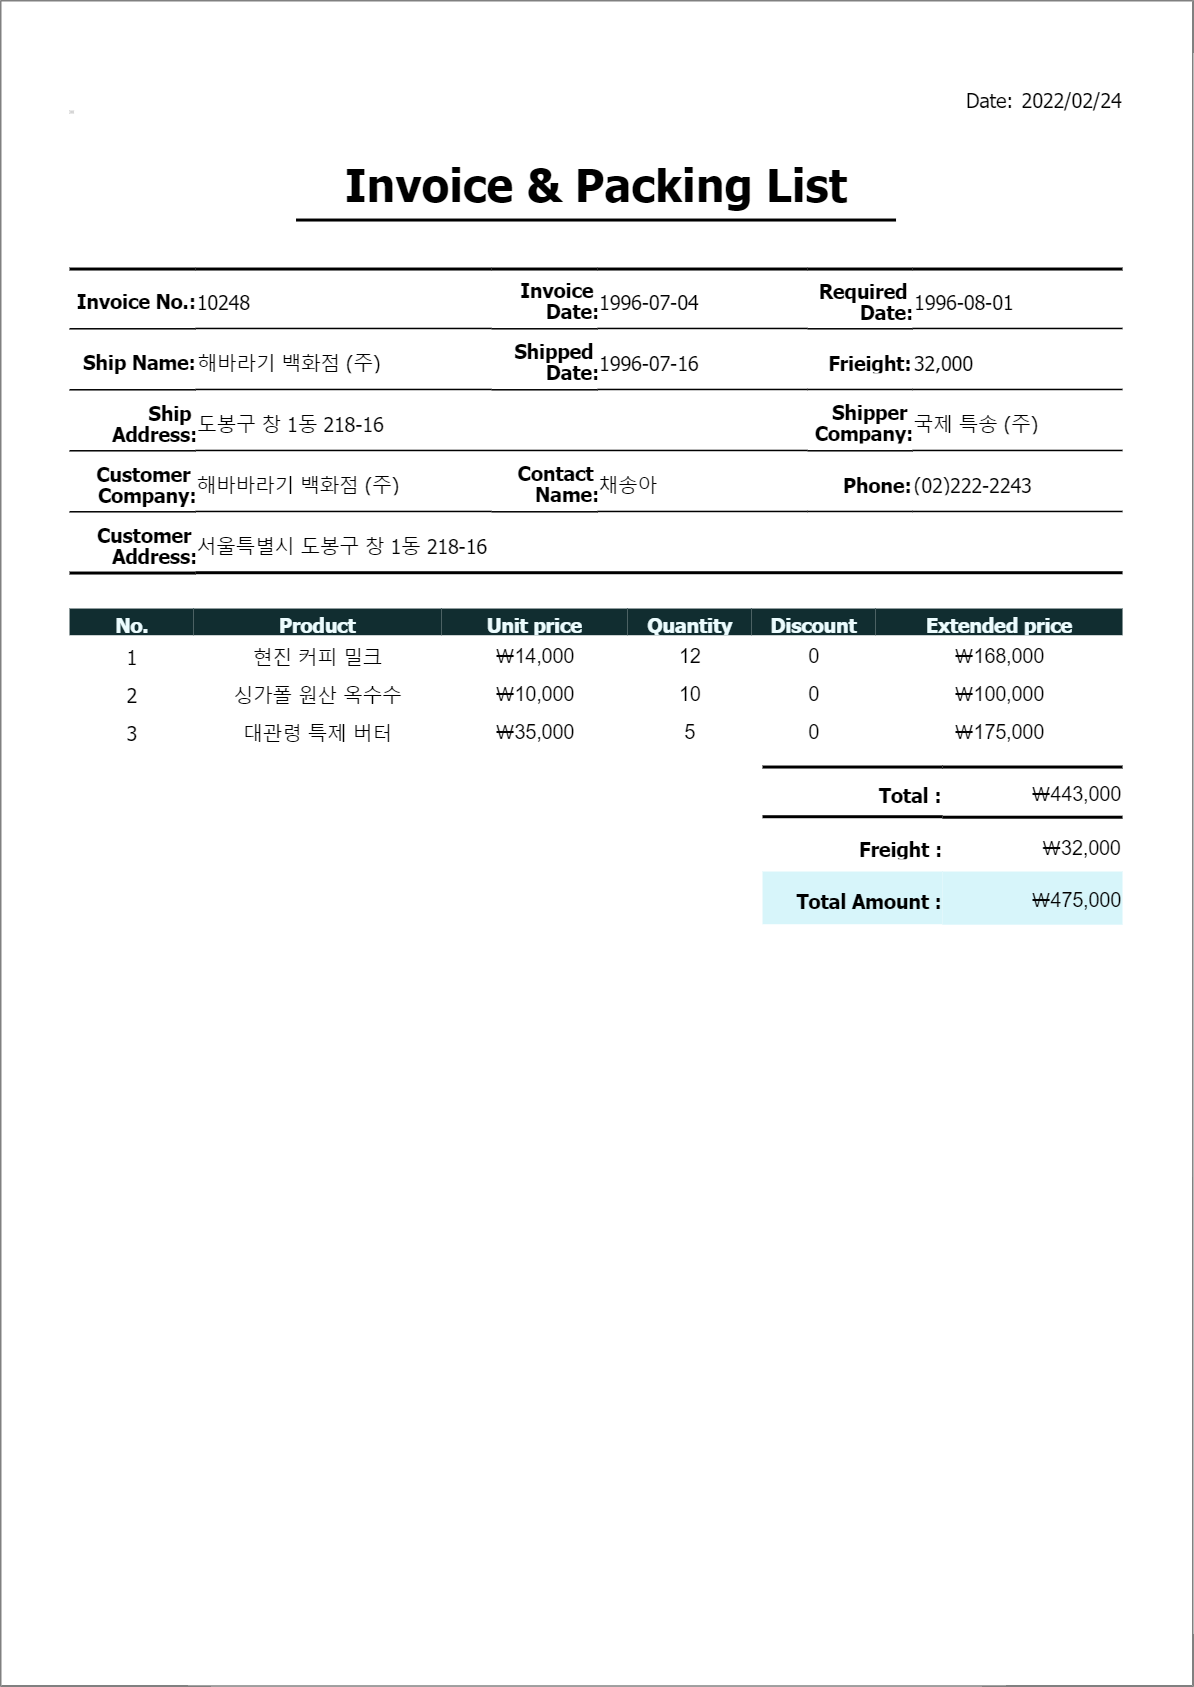 Date: 2022/02/24
Invoice & Packing List
Invoice No.: 10248 Invoice Date: 1996-07-04 Required Date: 1996-08-01
Ship Name: 해바라기 백화점 (주) Shipped Date: 1996-07-16 Frieight: 32,000
Ship Address: 도봉구 창 1동 218-16 Shipper Company: 국제 특송 (주)
Customer Company: 해바바라기 백화점 (주) Contact Name: 채송아 Phone: (02)222-2243
Customer Address: 서울특별시 도봉구 창 1동 218-16
No. Product Unit price Quantity Discount Extended price
1 현진 커피 밀크 ₩14,000 12 0 ₩168,000
2 싱가폴 원산 옥수수 ₩10,000 10 0 ₩100,000
3 대관령 특제 버터 ₩35,000 5 0 ₩175,000
Total : ₩443,000
Freight : ₩32,000
Total Amount : ₩475,000